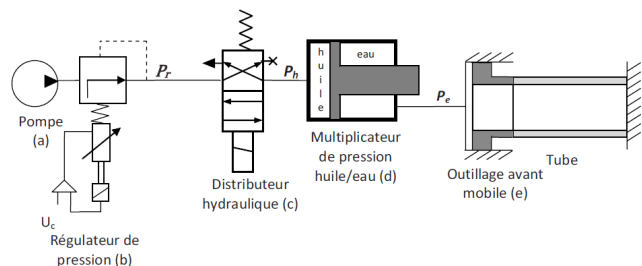 Pompe
(a)
U_c
Régulateur de
pression (b)
P_r
Distributeur
hydraulique (c)
P_h
huile
eau
Multiplicateur
de pression
huile/eau (d)
P_e
Outillage avant
mobile (e)
Tube